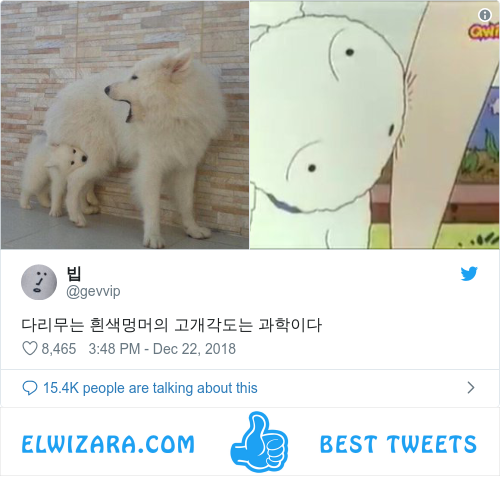 Qwi
빕
@gevvip
다리무는 흰색멍머의 고개각도는 과학이다
8,465 3:48 PM - Dec 22, 2018
15.4K people are talking about this
ELWIZARA.COM BEST TWEETS